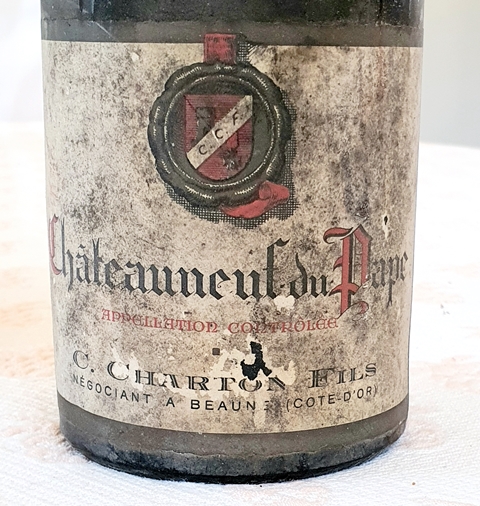 C. C. F.
Châteauneuf-du-Pape
APPELLATION CONTRÔLÉE
C. CHARTON FILS
NÉGOCIANT A BEAUNE (COTE-D'OR)